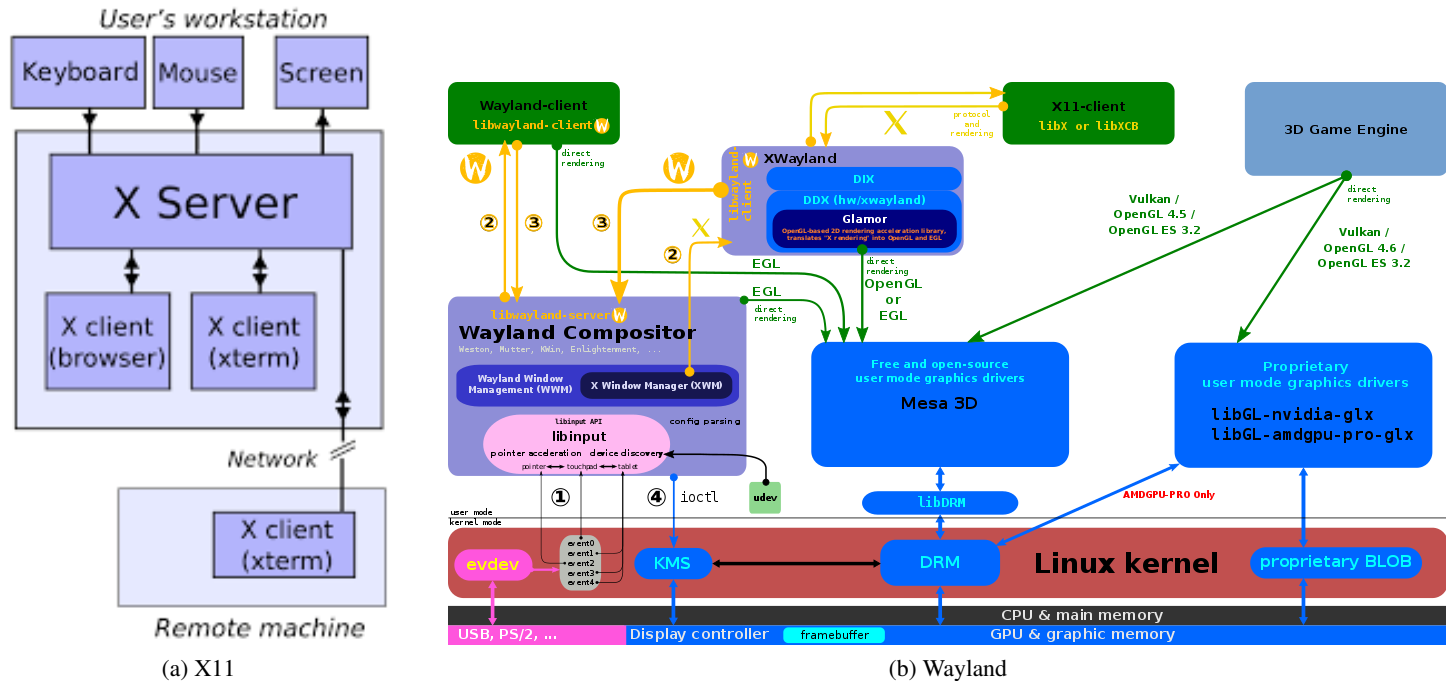 User's workstation
Keyboard
Mouse
Screen
X Server
X client
(browser)
X client
(xterm)
Network
X client
(xterm)
Remote machine
(a) X11
Wayland-client
libwayland-client
W
direct
rendering
W
②
③
W
③
X
②
libwayland-
client
W
XWayland
DIX
DDX (hw/xwayland)
Glamor
OpenGL-based 2D rendering acceleration library,
translates "X rendering" into OpenGL and EGL
X
protocol
and
rendering
X11-client
libX or libXCB
3D Game Engine
direct
rendering
Vulkan /
OpenGL 4.5 /
OpenGL ES 3.2
Vulkan /
OpenGL 4.6 /
OpenGL ES 3.2
EGL
direct
rendering
OpenGL
or
EGL
EGL
direct
rendering
libwayland-server
W
Wayland Compositor
Weston, Mutter, KWin, Enlightenment, ...
Wayland Window
Management (WWM)
X Window Manager (XWM)
config parsing
libinput API
libinput
pointer acceleration
device discovery
pointer
touchpad
tablet
①
④
ioctl
udev
Free and open-source
user mode graphics drivers
Mesa 3D
Proprietary
user mode graphics drivers
libGL-nvidia-glx
libGL-amdgpu-pro-glx
libDRM
AMDGPU-PRO Only
user mode
kernel mode
evdev
event0
event1
event2
event3
event4
KMS
DRM
Linux kernel
proprietary BLOB
CPU & main memory
USB, PS/2, ...
Display controller
framebuffer
GPU & graphic memory
(b) Wayland